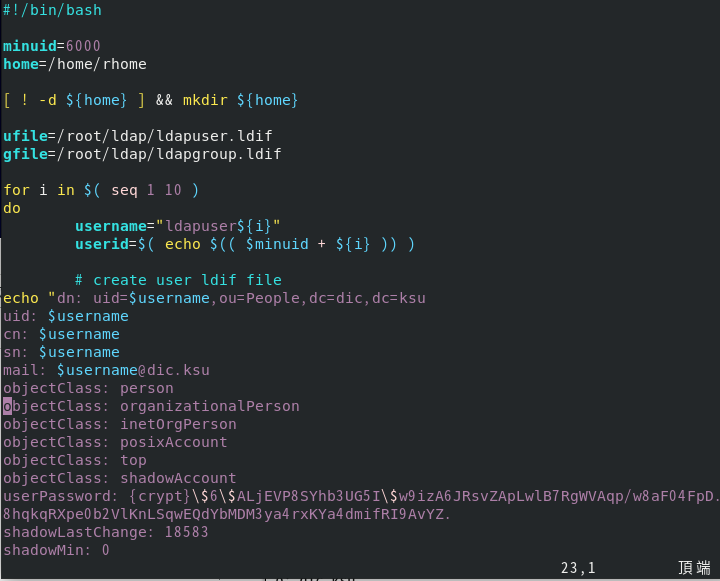 #!/bin/bash
minuid=6000
home=/home/rhome
[ ! -d ${home} ] && mkdir ${home}
ufile=/root/ldap/ldapuser.ldif
gfile=/root/ldap/ldapgroup.ldif
for i in $( seq 1 10 )
do
username="ldapuser${i}"
userid=$( echo $(( $minuid + ${i} )) )
# create user ldif file
echo "dn: uid=$username,ou=People,dc=dic,dc=ksu
uid: $username
cn: $username
sn: $username
mail: $username@dic.ksu
objectClass: person
objectClass: organizationalPerson
objectClass: inetOrgPerson
objectClass: posixAccount
objectClass: top
objectClass: shadowAccount
userPassword: {crypt}\$6\$ALjEVP8SYhb3UG5I\$w9izA6JRsvZApLwlB7RgWVAqp/w8aF04FpD.
8hqkqRXpe0b2VlKnLSqwEQdYbMDM3ya4rxKYa4dmifRI9AvYZ.
shadowLastChange: 18583
shadowMin: 0
23,1 頂端